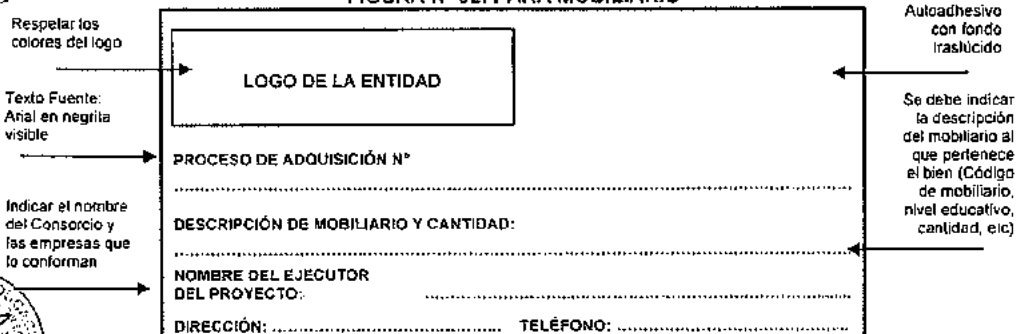 Respetar los
colores del logo
Texto Fuente:
Arial en negrita
visible
Indicar el nombre
del Consorcio y
las empresas que
lo conforman
LOGO DE LA ENTIDAD
PROCESO DE ADQUISICIÓN N°
DESCRIPCIÓN DE MOBILIARIO Y CANTIDAD:
NOMBRE DEL EJECUTOR
DEL PROYECTO:
DIRECCIÓN: TELÉFONO:
Autoadhesivo
con fondo
traslúcido
Se debe indicar
la descripción
del mobiliario al
que pertenece
el bien (Código
de mobiliario,
nivel educativo,
cantidad, etc)